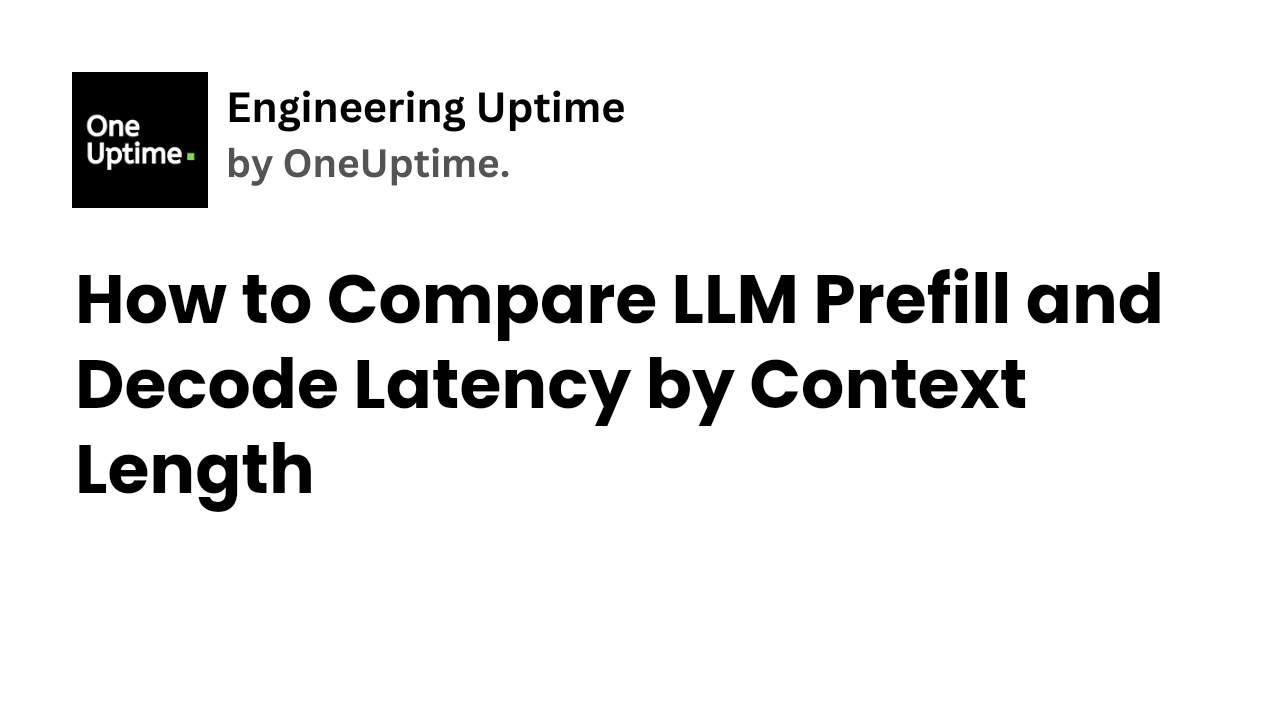 One
Uptime.
Engineering Uptime
by OneUptime.
How to Compare LLM Prefill and
Decode Latency by Context
Length